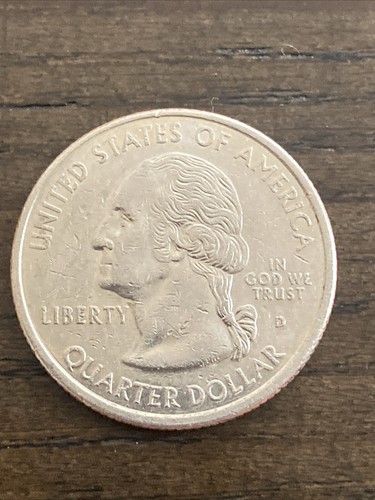 UNITED STATES OF AMERICA
LIBERTY
IN
GOD WE
TRUST
D
QUARTER DOLLAR